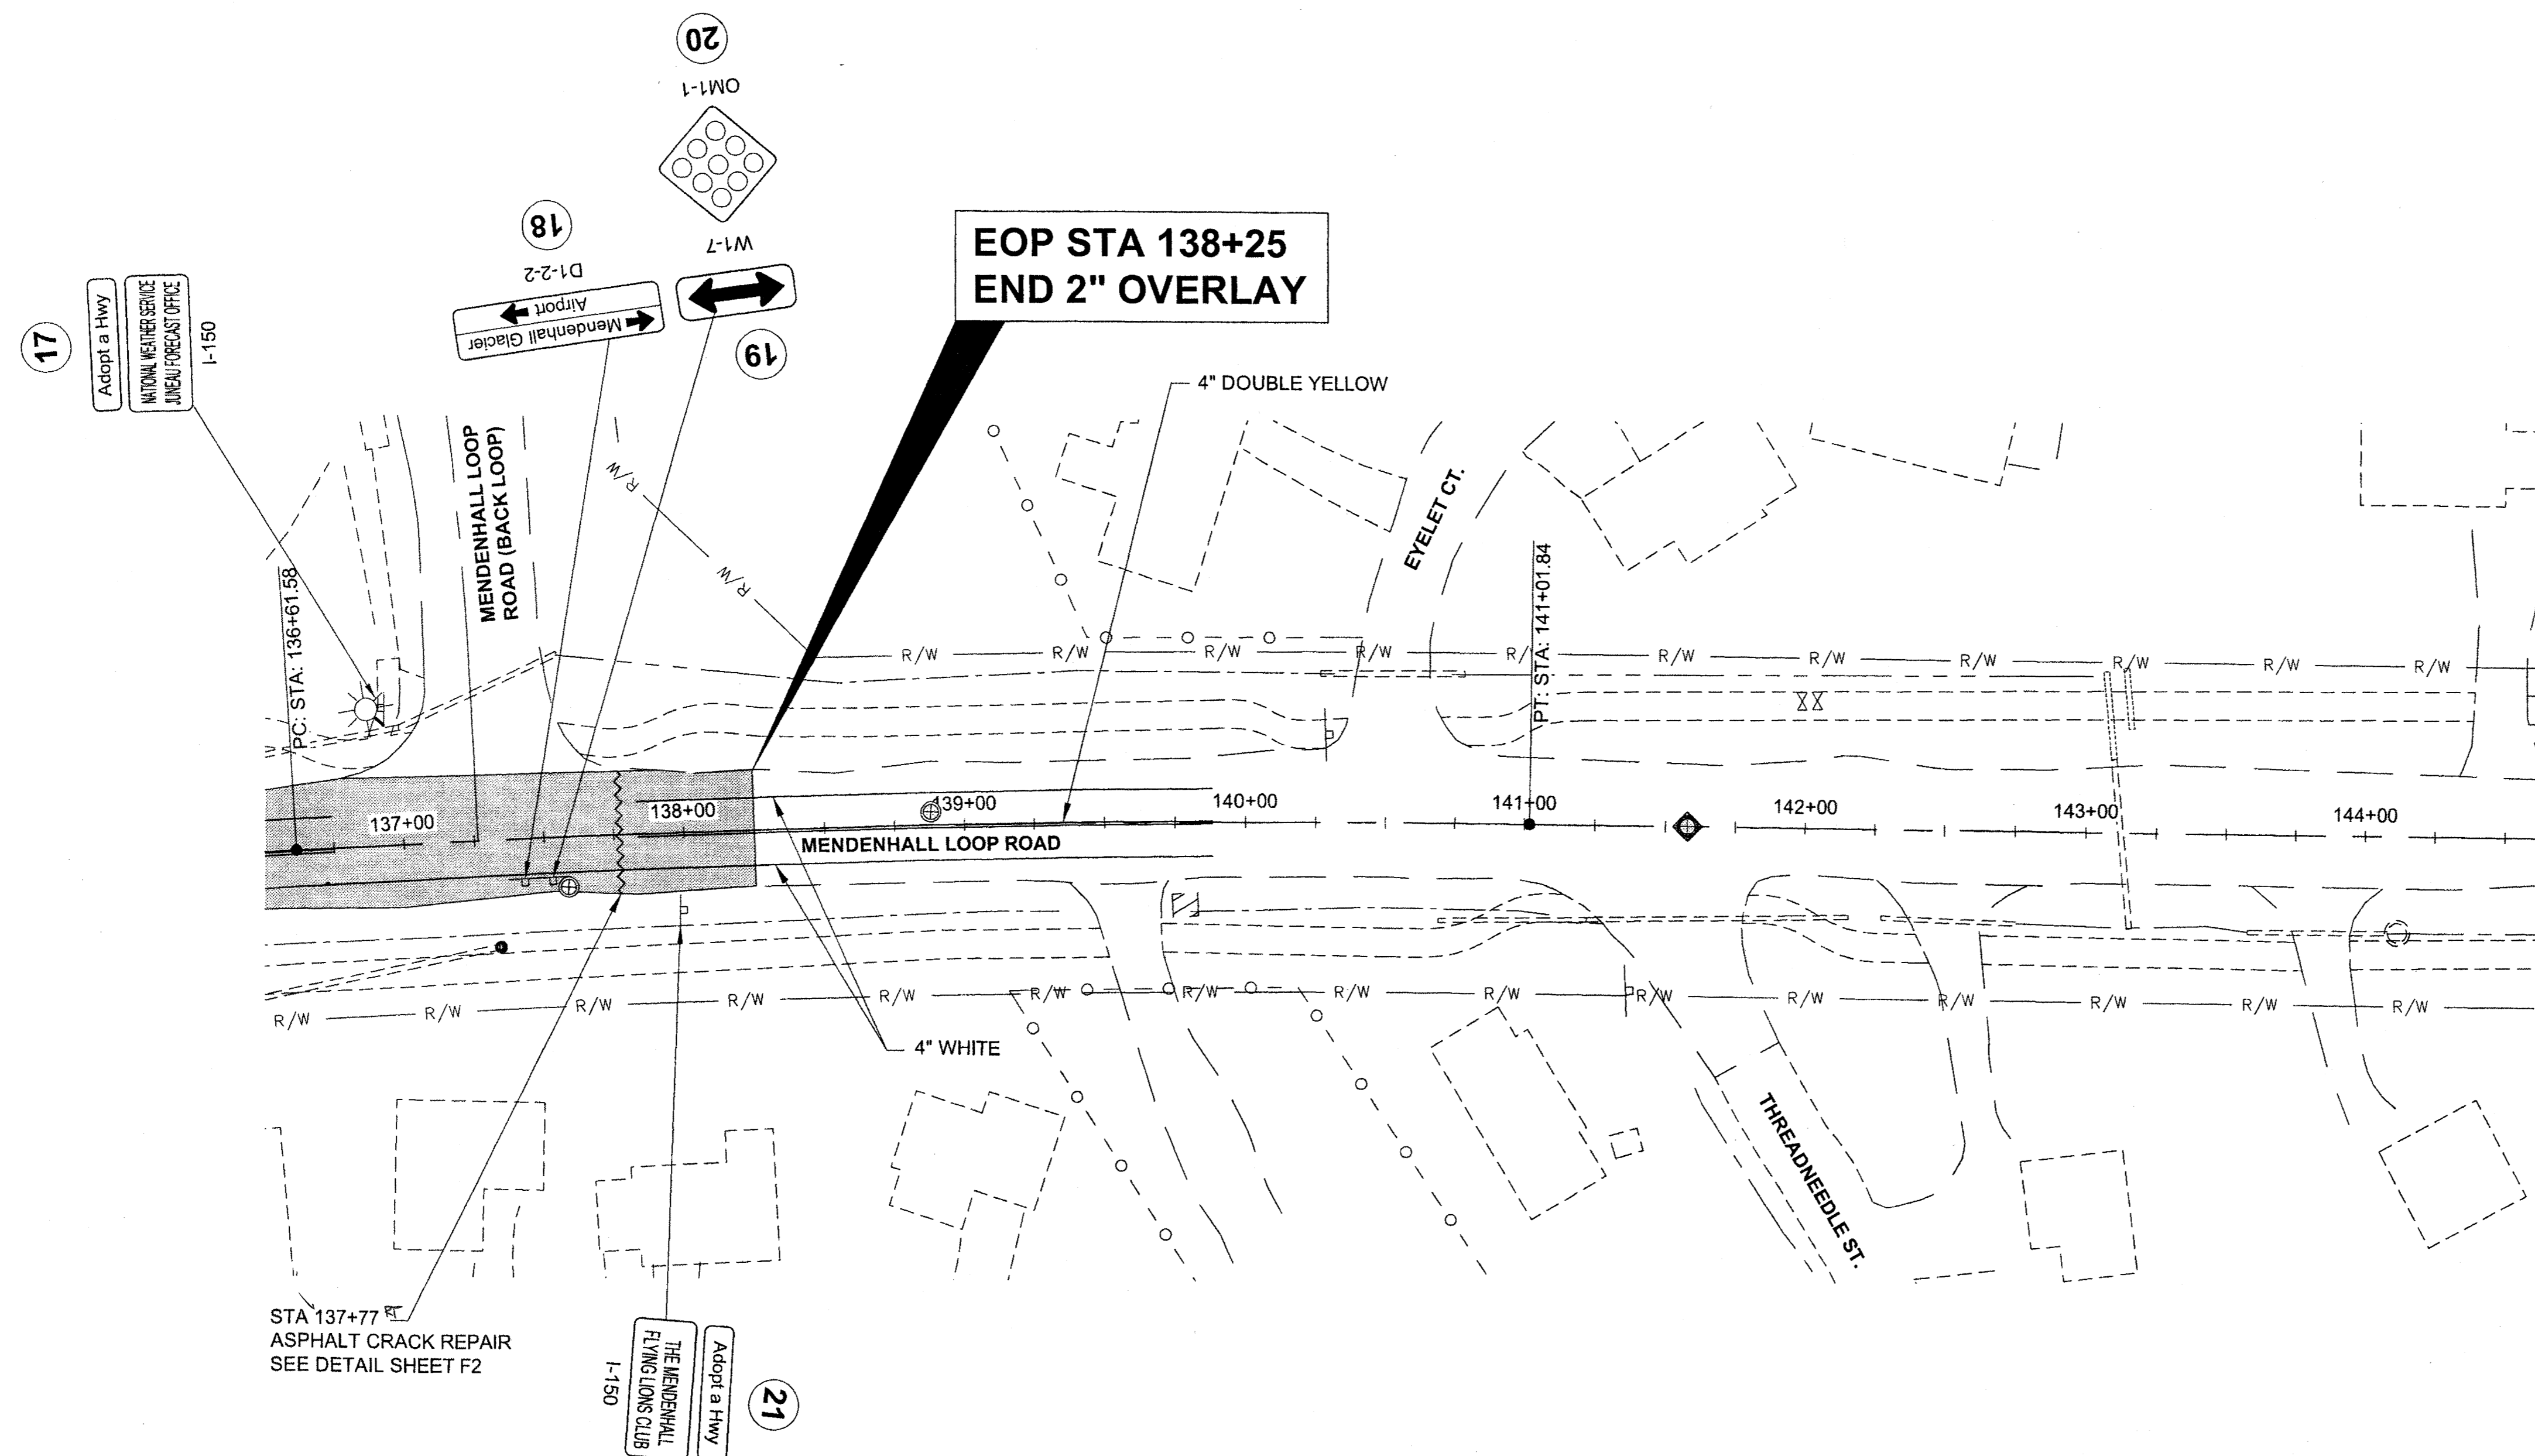 20
OM1-1
18
D1-2-2
Airport
Mendenhall Glacier
W1-7
19
17
Adopt a Hwy
NATIONAL WEATHER SERVICE
JUNEAU FORECAST OFFICE
I-150
EOP STA 138+25
END 2" OVERLAY
4" DOUBLE YELLOW
MENDENHALL LOOP
ROAD (BACK LOOP)
R/W
R/W
EYELET CT.
PC: STA: 136+61.58
PT: STA: 141+01.84
R/W R/W R/W R/W R/W R/W R/W R/W R/W R/W R/W
137+00 138+00 139+00 140+00 141+00 142+00 143+00 144+00
MENDENHALL LOOP ROAD
R/W R/W R/W R/W R/W R/W R/W R/W R/W R/W R/W R/W R/W R/W R/W
4" WHITE
THREADNEEDLE ST.
STA 137+77 RT
ASPHALT CRACK REPAIR
SEE DETAIL SHEET F2
Adopt a Hwy
THE MENDENHALL
FLYING LIONS CLUB
I-150
21